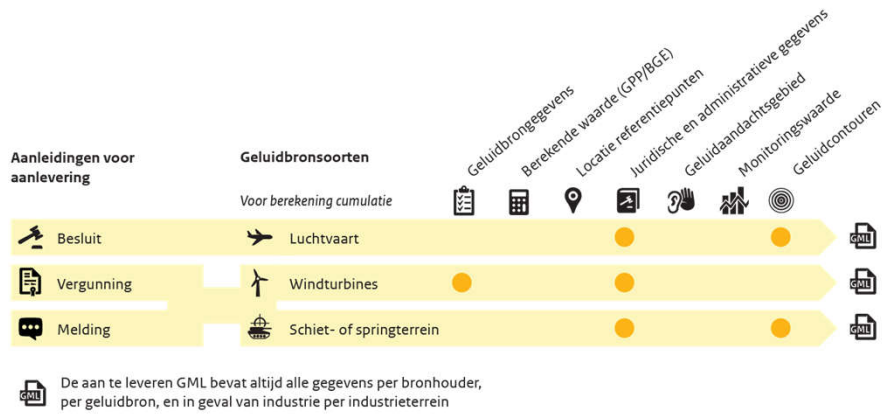 Geluidbrongegevens
Berekende waarde (GPP/BGE)
Locatie referentiepunten
Juridische en administratieve gegevens
Geluidaandachtsgebied
Monitoringswaarde
Geluidcontouren
Aanleidingen voor
aanlevering
Geluidbronsoorten
Voor berekening cumulatie
Besluit
Luchtvaart
GML
Vergunning
Windturbines
GML
Melding
Schiet- of springterrein
GML
GML
De aan te leveren GML bevat altijd alle gegevens per bronhouder,
per geluidbron, en in geval van industrie per industrieterrein